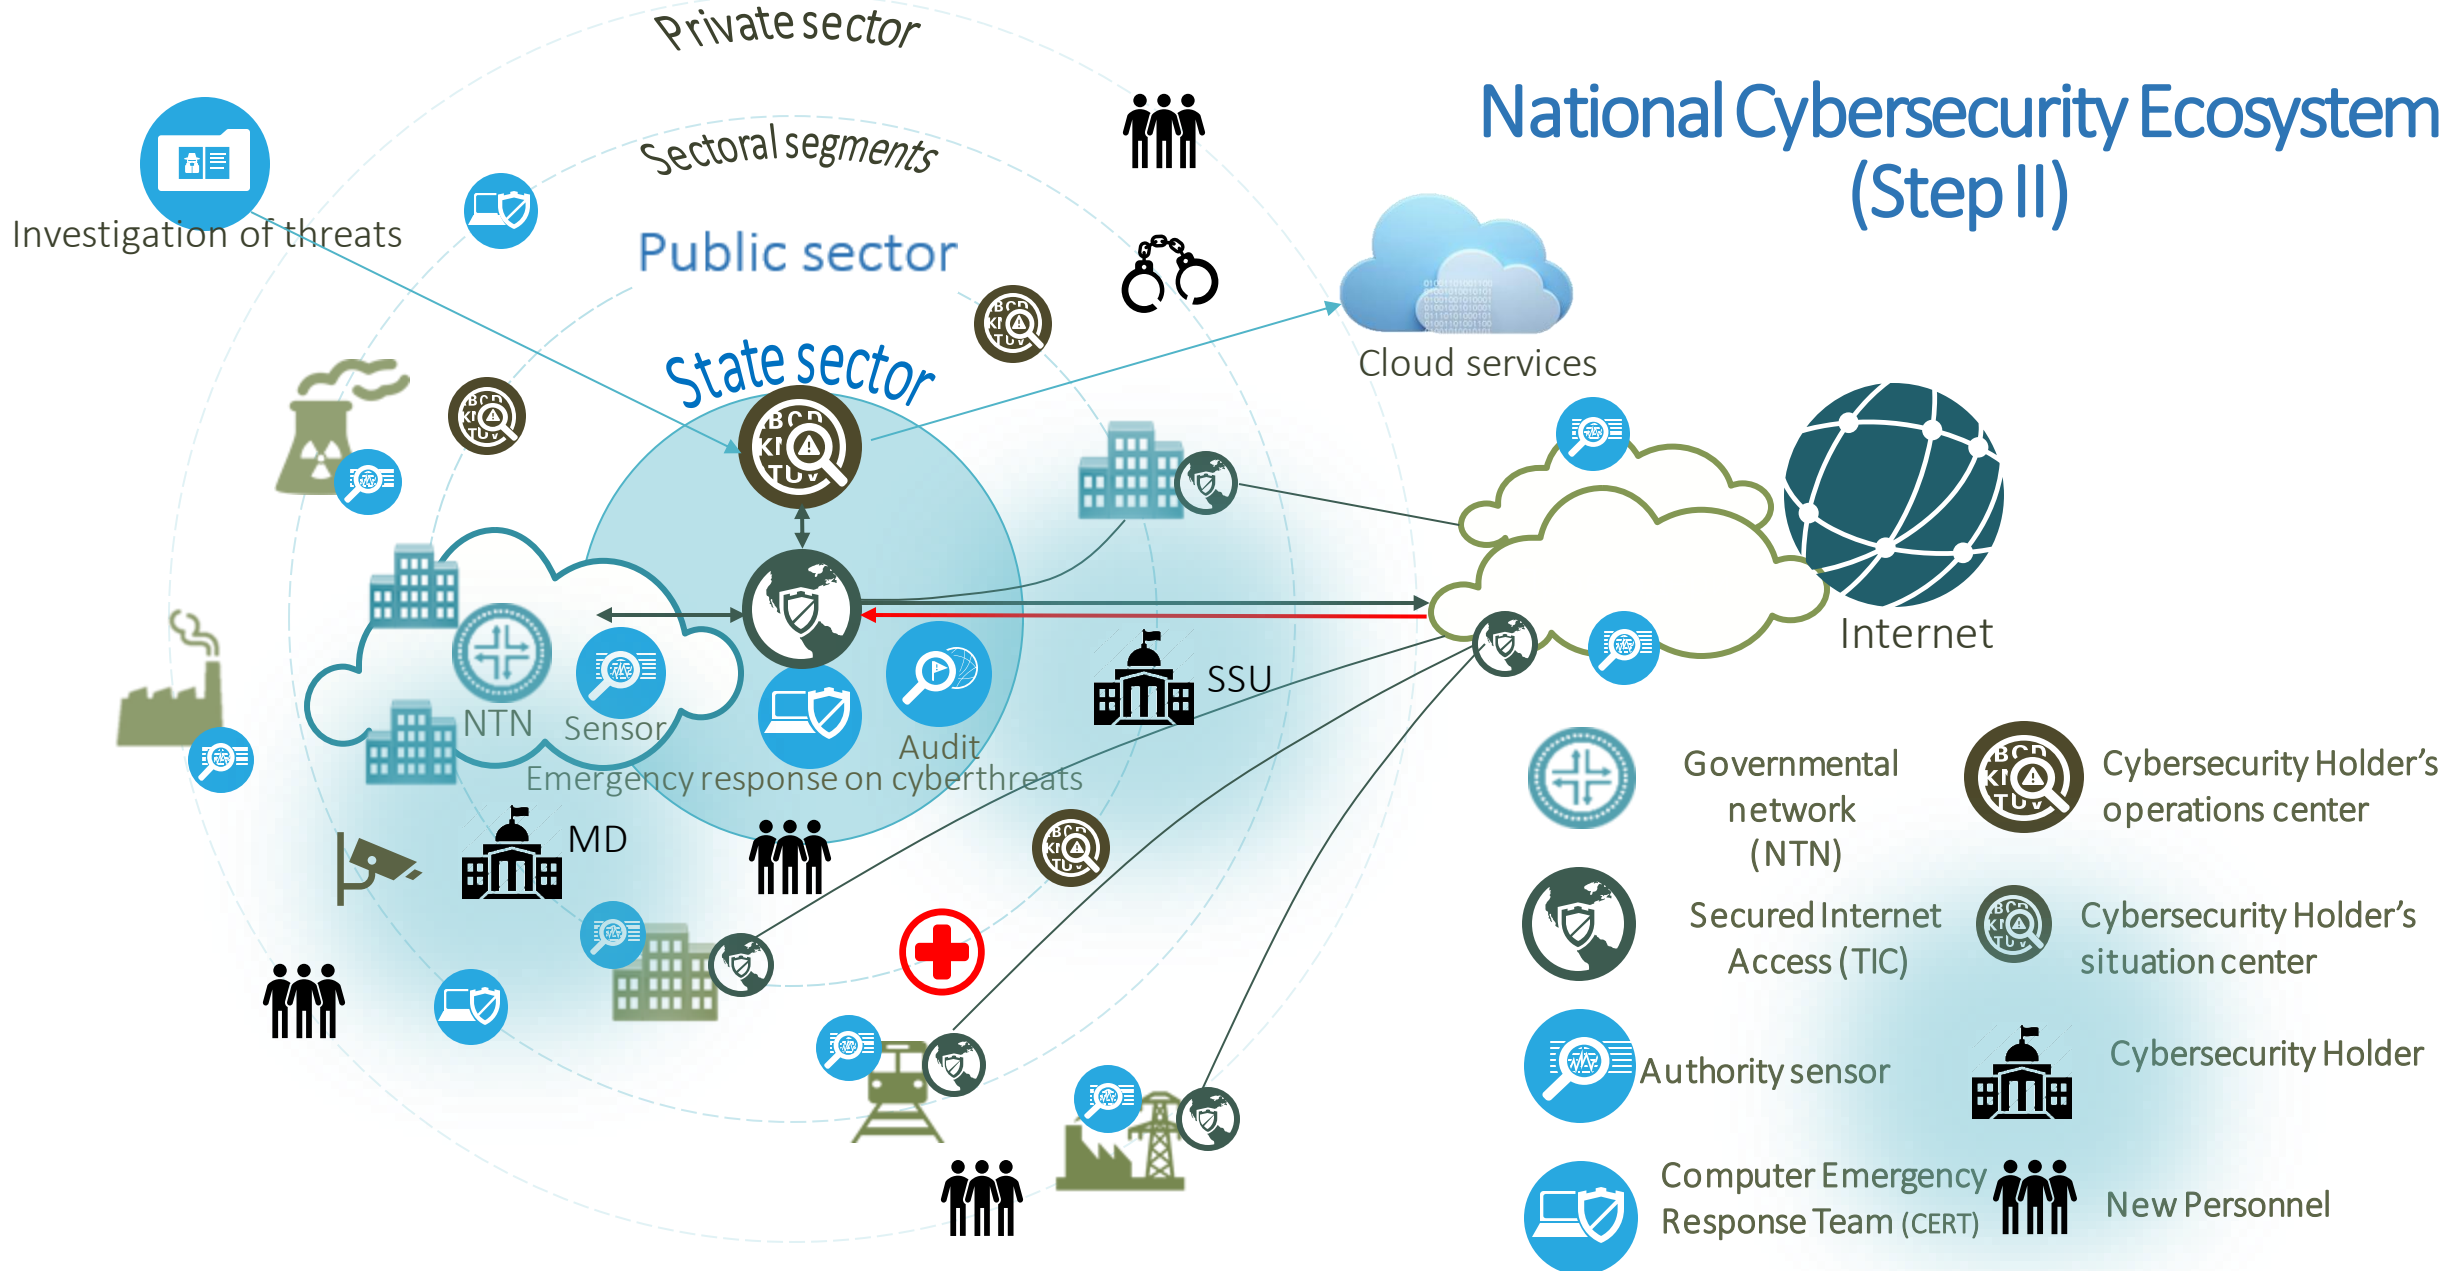 Private sector
National Cybersecurity Ecosystem
(Step II)
Sectoral segments
Investigation of threats
Public sector
State sector
Cloud services
Internet
SSU
NTN
Sensor
Audit
Emergency response on cyberthreats
MD
Governmental
network
(NTN)
Cybersecurity Holder's
operations center
Secured Internet
Access (TIC)
Cybersecurity Holder's
situation center
Authority sensor
Cybersecurity Holder
Computer Emergency
Response Team (CERT)
New Personnel